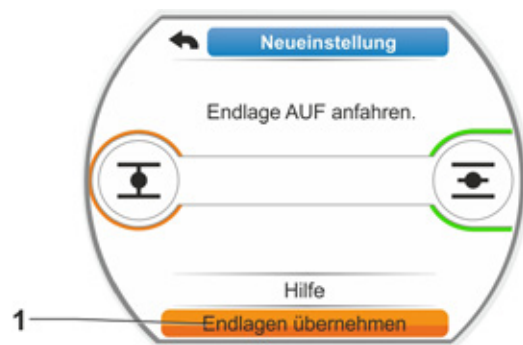 Neueinstellung
Endlage AUF anfahren.
Hilfe
1
Endlagen übernehmen